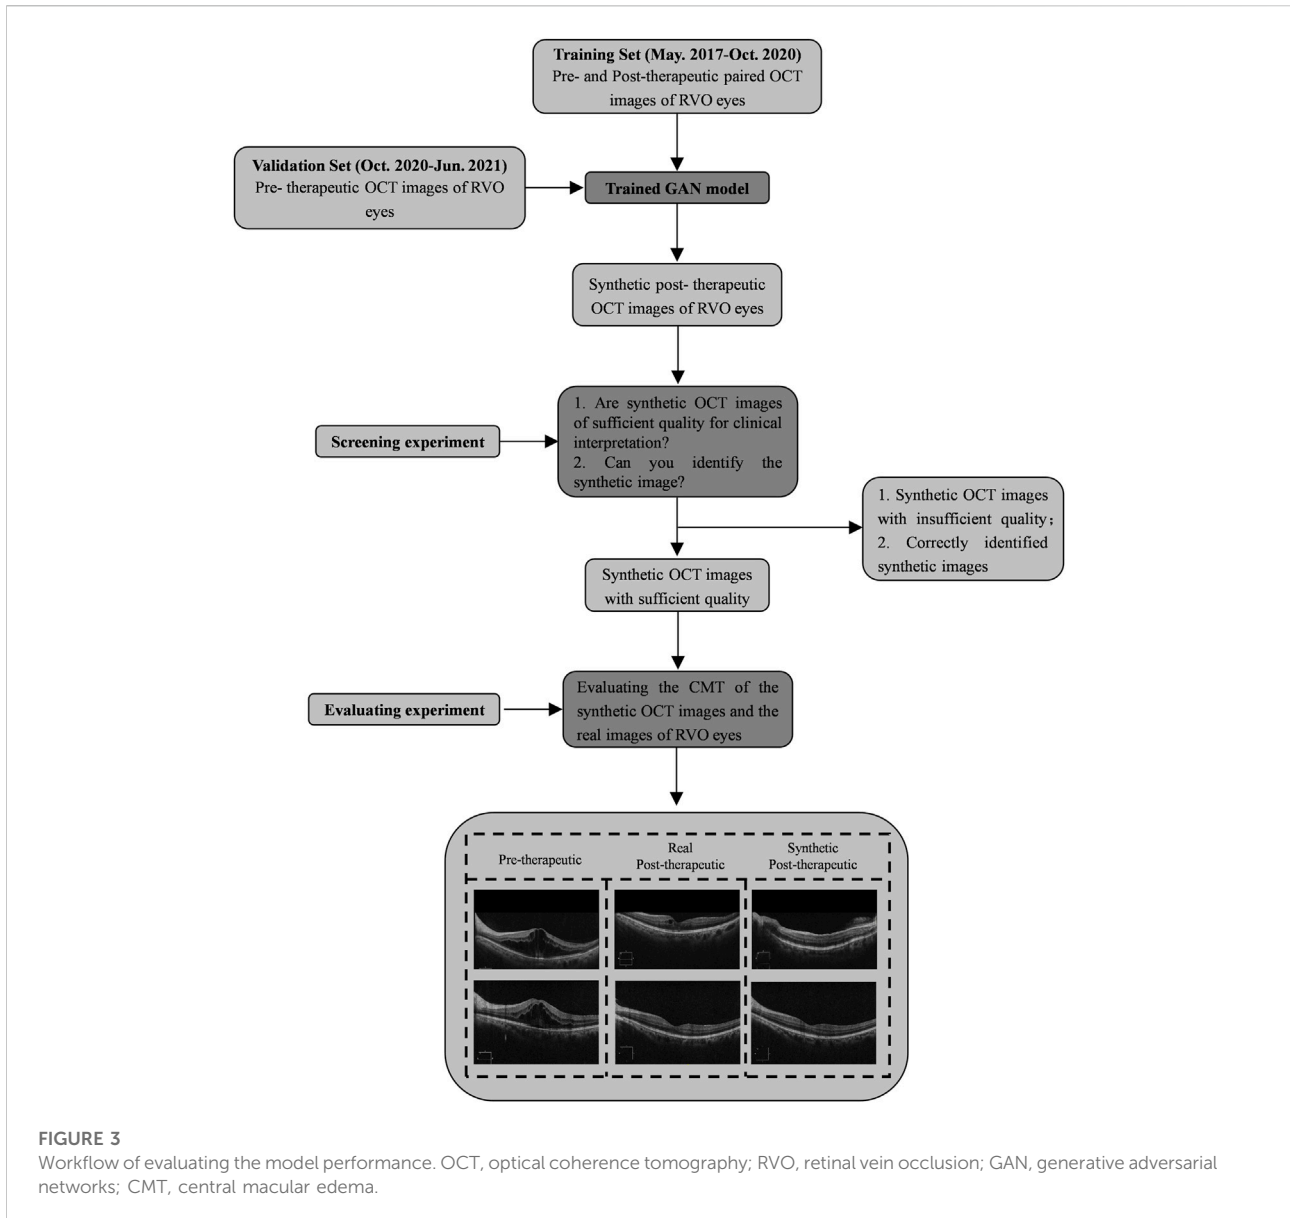 Training Set (May. 2017-Oct. 2020)
Pre- and Post-therapeutic paired OCT
images of RVO eyes
Validation Set (Oct. 2020-Jun. 2021)
Pre- therapeutic OCT images of RVO
eyes
Trained GAN model
Synthetic post- therapeutic
OCT images of RVO eyes
Screening experiment
1. Are synthetic OCT images
of sufficient quality for clinical
interpretation?
2. Can you identify the
synthetic image?
1. Synthetic OCT images
with insufficient quality;
2. Correctly identified
synthetic images
Synthetic OCT images
with sufficient quality
Evaluating experiment
Evaluating the CMT of the
synthetic OCT images and the
real images of RVO eyes
Pre-therapeutic
Real
Post-therapeutic
Synthetic
Post-therapeutic
FIGURE 3
Workflow of evaluating the model performance. OCT, optical coherence tomography; RVO, retinal vein occlusion; GAN, generative adversarial
networks; CMT, central macular edema.